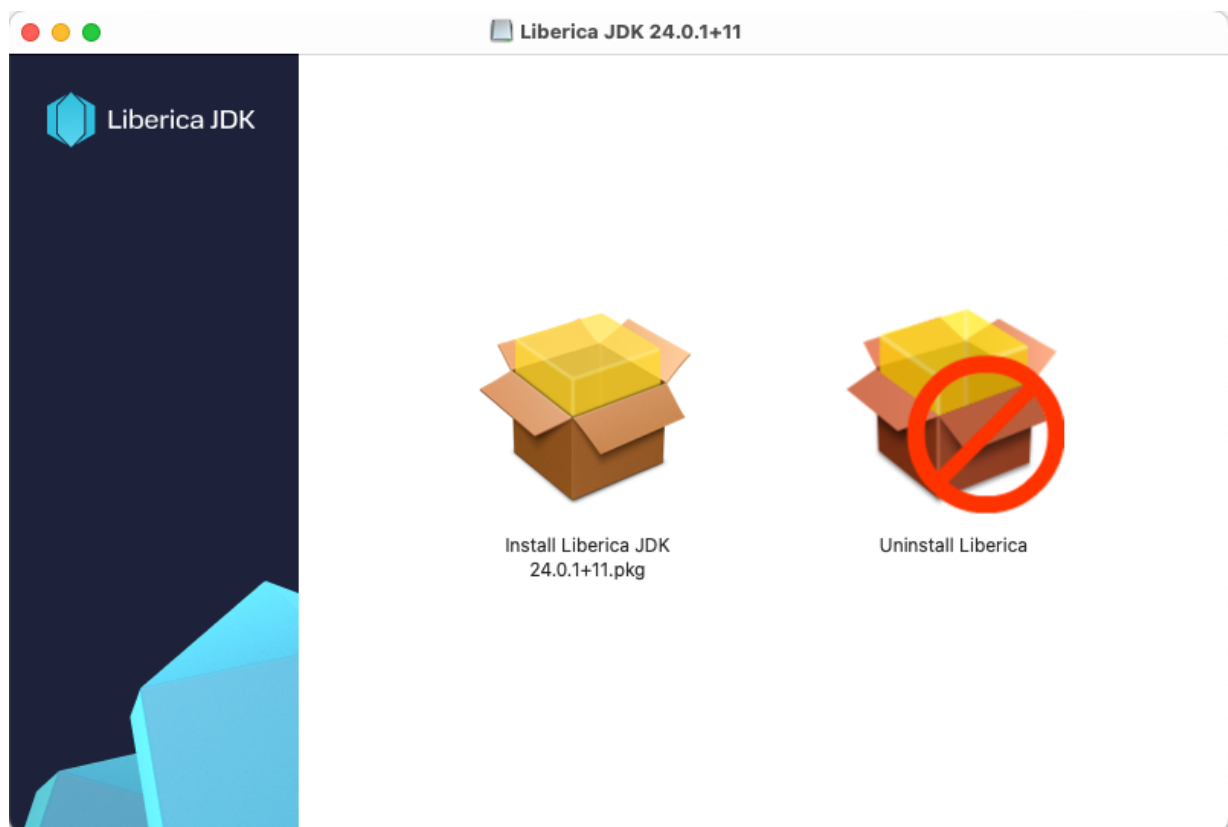 Liberica JDK 24.0.1+11
Liberica JDK
Install Liberica JDK
24.0.1+11.pkg
Uninstall Liberica